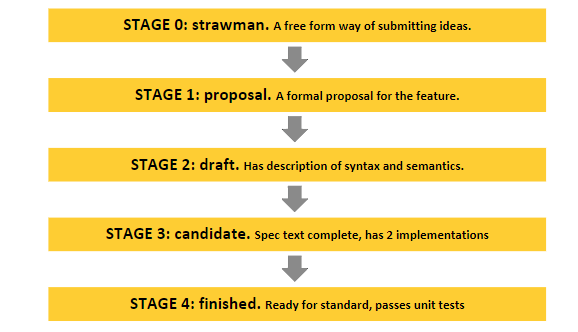 STAGE 0: strawman. A free form way of submitting ideas.
STAGE 1: proposal. A formal proposal for the feature.
STAGE 2: draft. Has description of syntax and semantics.
STAGE 3: candidate. Spec text complete, has 2 implementations
STAGE 4: finished. Ready for standard, passes unit tests